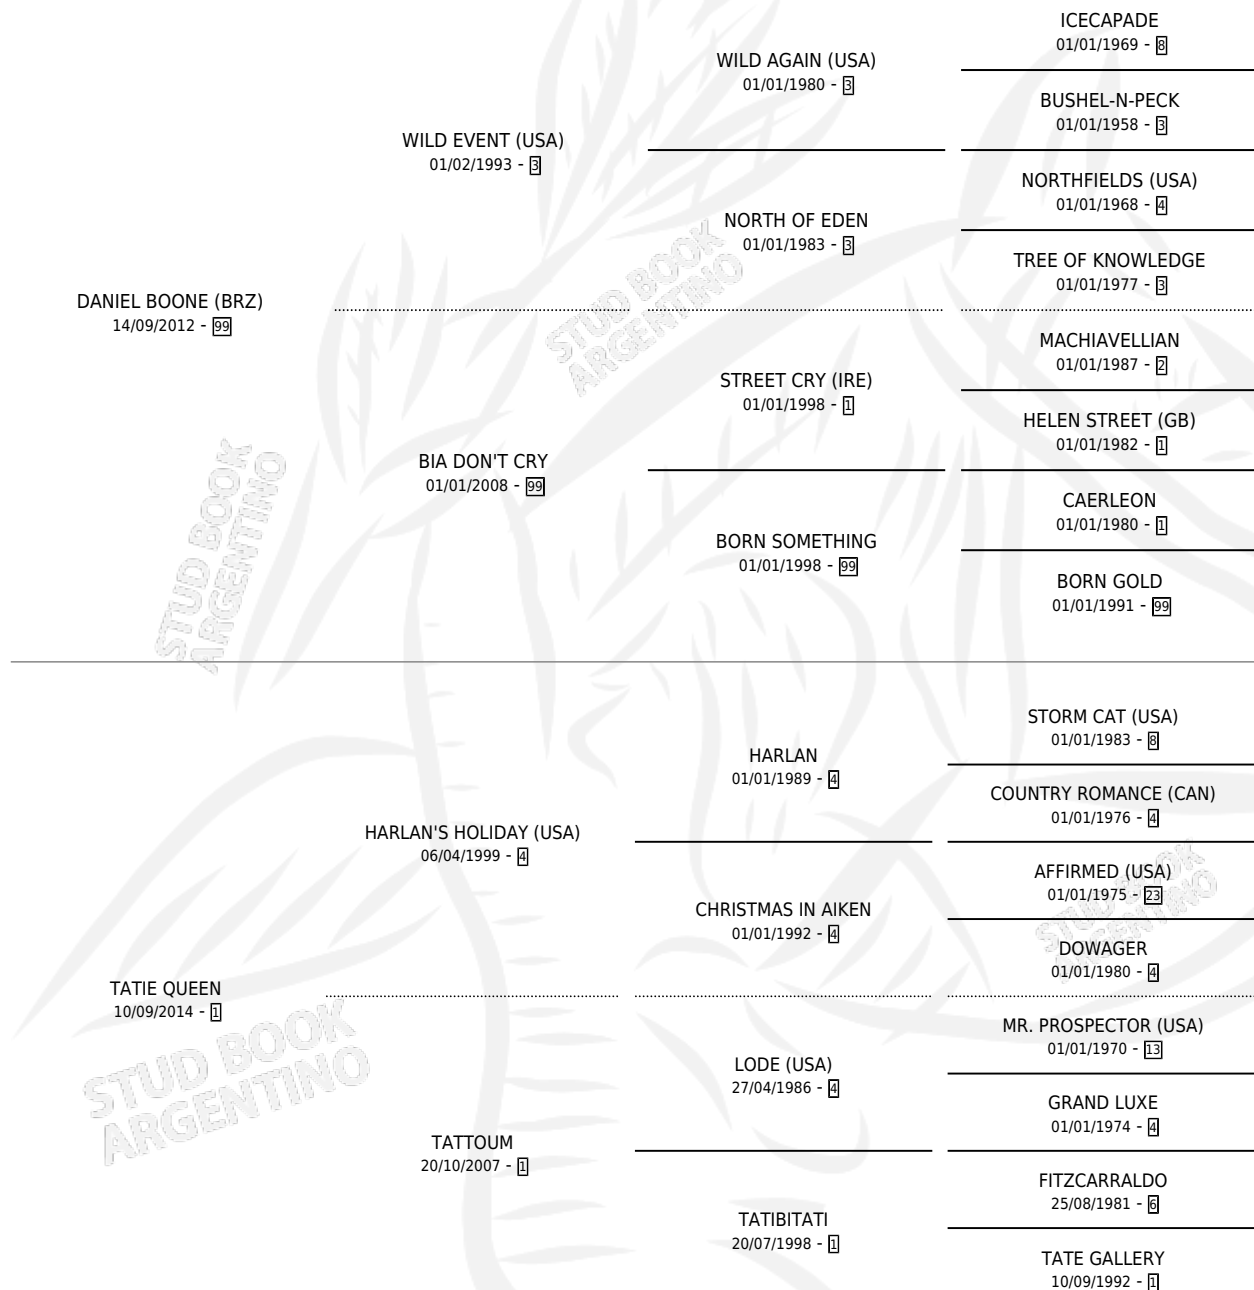 ICECAPADE
01/01/1969 - 8
WILD AGAIN (USA)
01/01/1980 - 3
BUSHEL-N-PECK
01/01/1958 - 3
WILD EVENT (USA)
01/02/1993 - 3
NORTHFIELDS (USA)
01/01/1968 - 4
NORTH OF EDEN
01/01/1983 - 3
TREE OF KNOWLEDGE
01/01/1977 - 3
DANIEL BOONE (BRZ)
14/09/2012 - 99
MACHIAVELLIAN
01/01/1987 - 2
STREET CRY (IRE)
01/01/1998 - 1
HELEN STREET (GB)
01/01/1982 - 1
BIA DON'T CRY
01/01/2008 - 99
CAERLEON
01/01/1980 - 1
BORN SOMETHING
01/01/1998 - 99
BORN GOLD
01/01/1991 - 99
STORM CAT (USA)
01/01/1983 - 8
HARLAN
01/01/1989 - 4
COUNTRY ROMANCE (CAN)
01/01/1976 - 4
HARLAN'S HOLIDAY (USA)
06/04/1999 - 4
AFFIRMED (USA)
01/01/1975 - 23
CHRISTMAS IN AIKEN
01/01/1992 - 4
DOWAGER
01/01/1980 - 4
TATIE QUEEN
10/09/2014 - 1
MR. PROSPECTOR (USA)
01/01/1970 - 13
LODE (USA)
27/04/1986 - 4
GRAND LUXE
01/01/1974 - 4
TATTOUM
20/10/2007 - 1
FITZCARRALDO
25/08/1981 - 6
TATIBITATI
20/07/1998 - 1
TATE GALLERY
10/09/1992 - 1
STUD BOOK
ARGENTINO
STUD BOOK
ARGENTINO
STUD BOOK
ARGENTINO
STUD BOOK
ARGENTINO